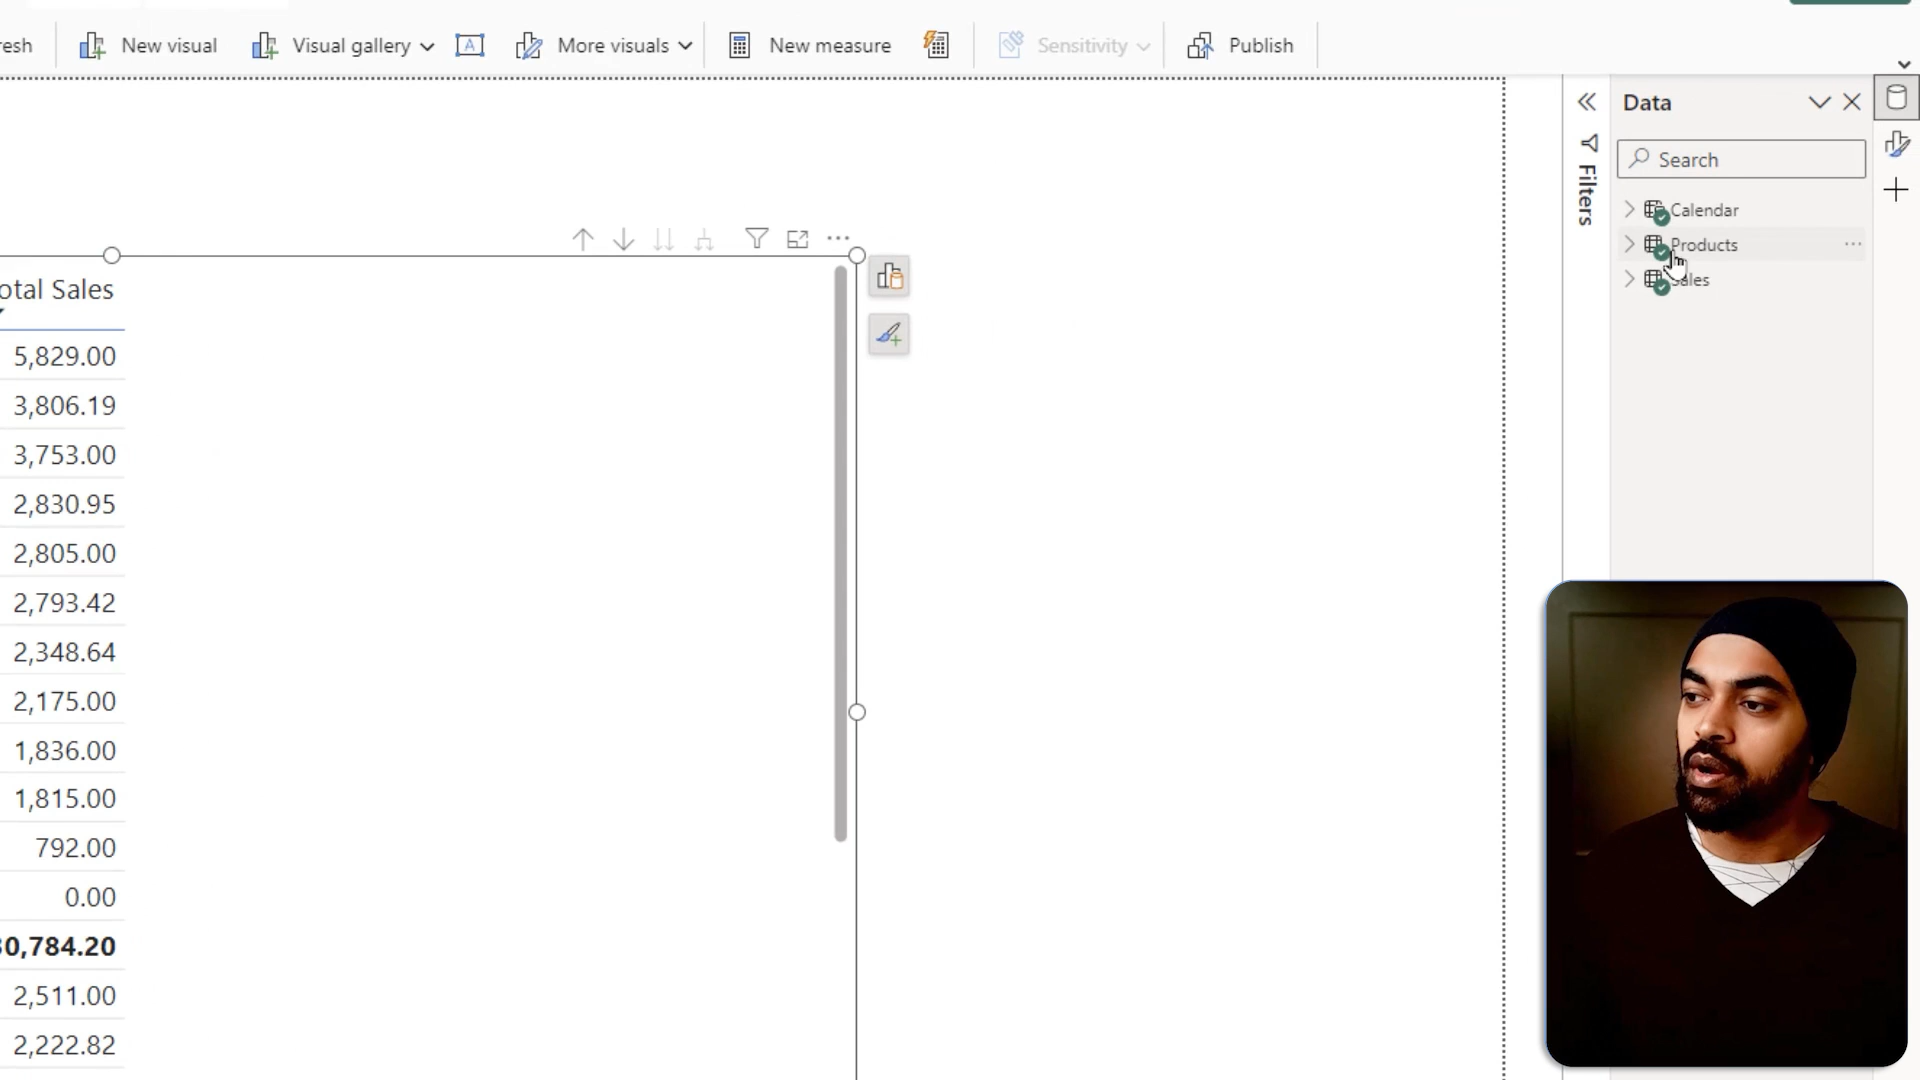 resh New visual Visual gallery More visuals New measure Sensitivity Publish
Data
Search
Filters
Calendar
Products
Sales
otal Sales
5,829.00
3,806.19
3,753.00
2,830.95
2,805.00
2,793.42
2,348.64
2,175.00
1,836.00
1,815.00
792.00
0.00
30,784.20
2,511.00
2,222.82